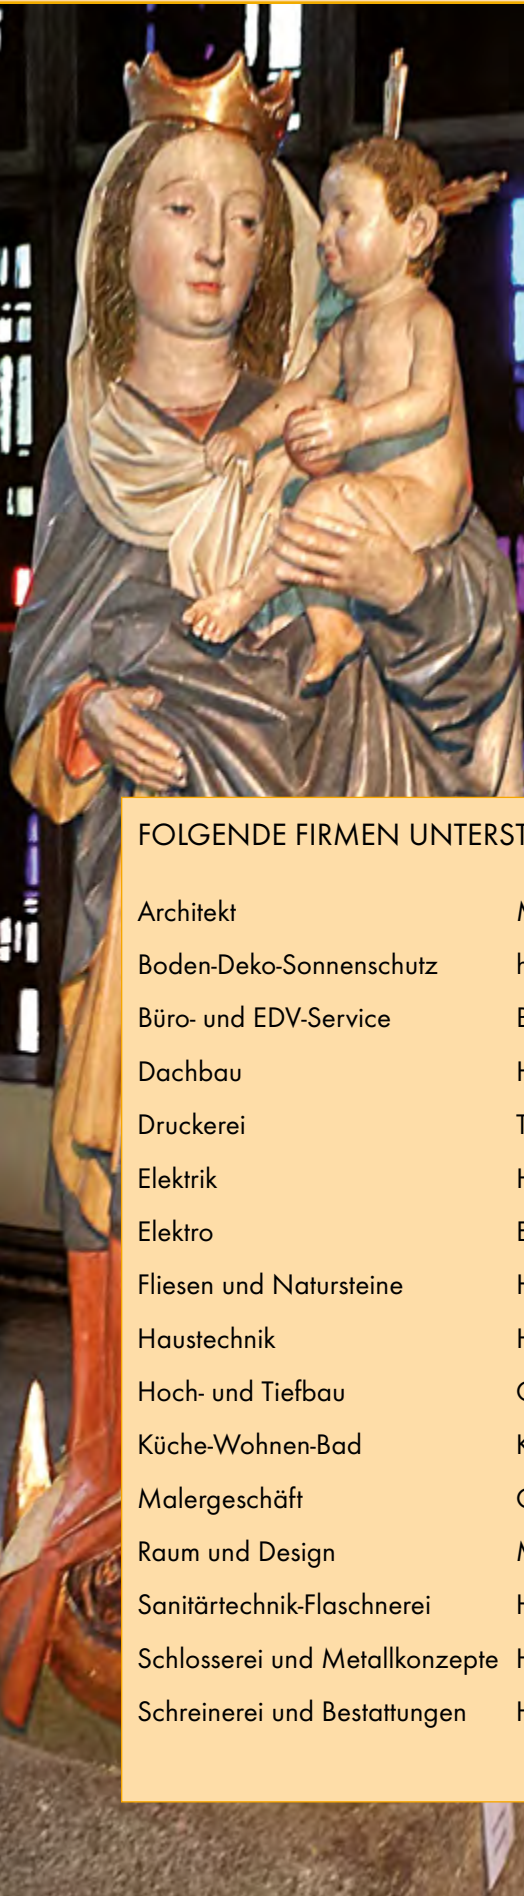 FOLGENDE FIRMEN
Architekt
Boden-Deko-Sonnenschutz
Büro- und EDV-Service
Dachbau
Druckerei
Elektrik
Elektro
Fliesen und Natursteine
Haustechnik
Hoch- und Tiefbau
Küche-Wohnen-Bad
Malergeschäft
Raum und Design
Sanitärtechnik-Flaschnerei
Schlosserei und Metallkonzepte
Schreinerei und Bestattungen